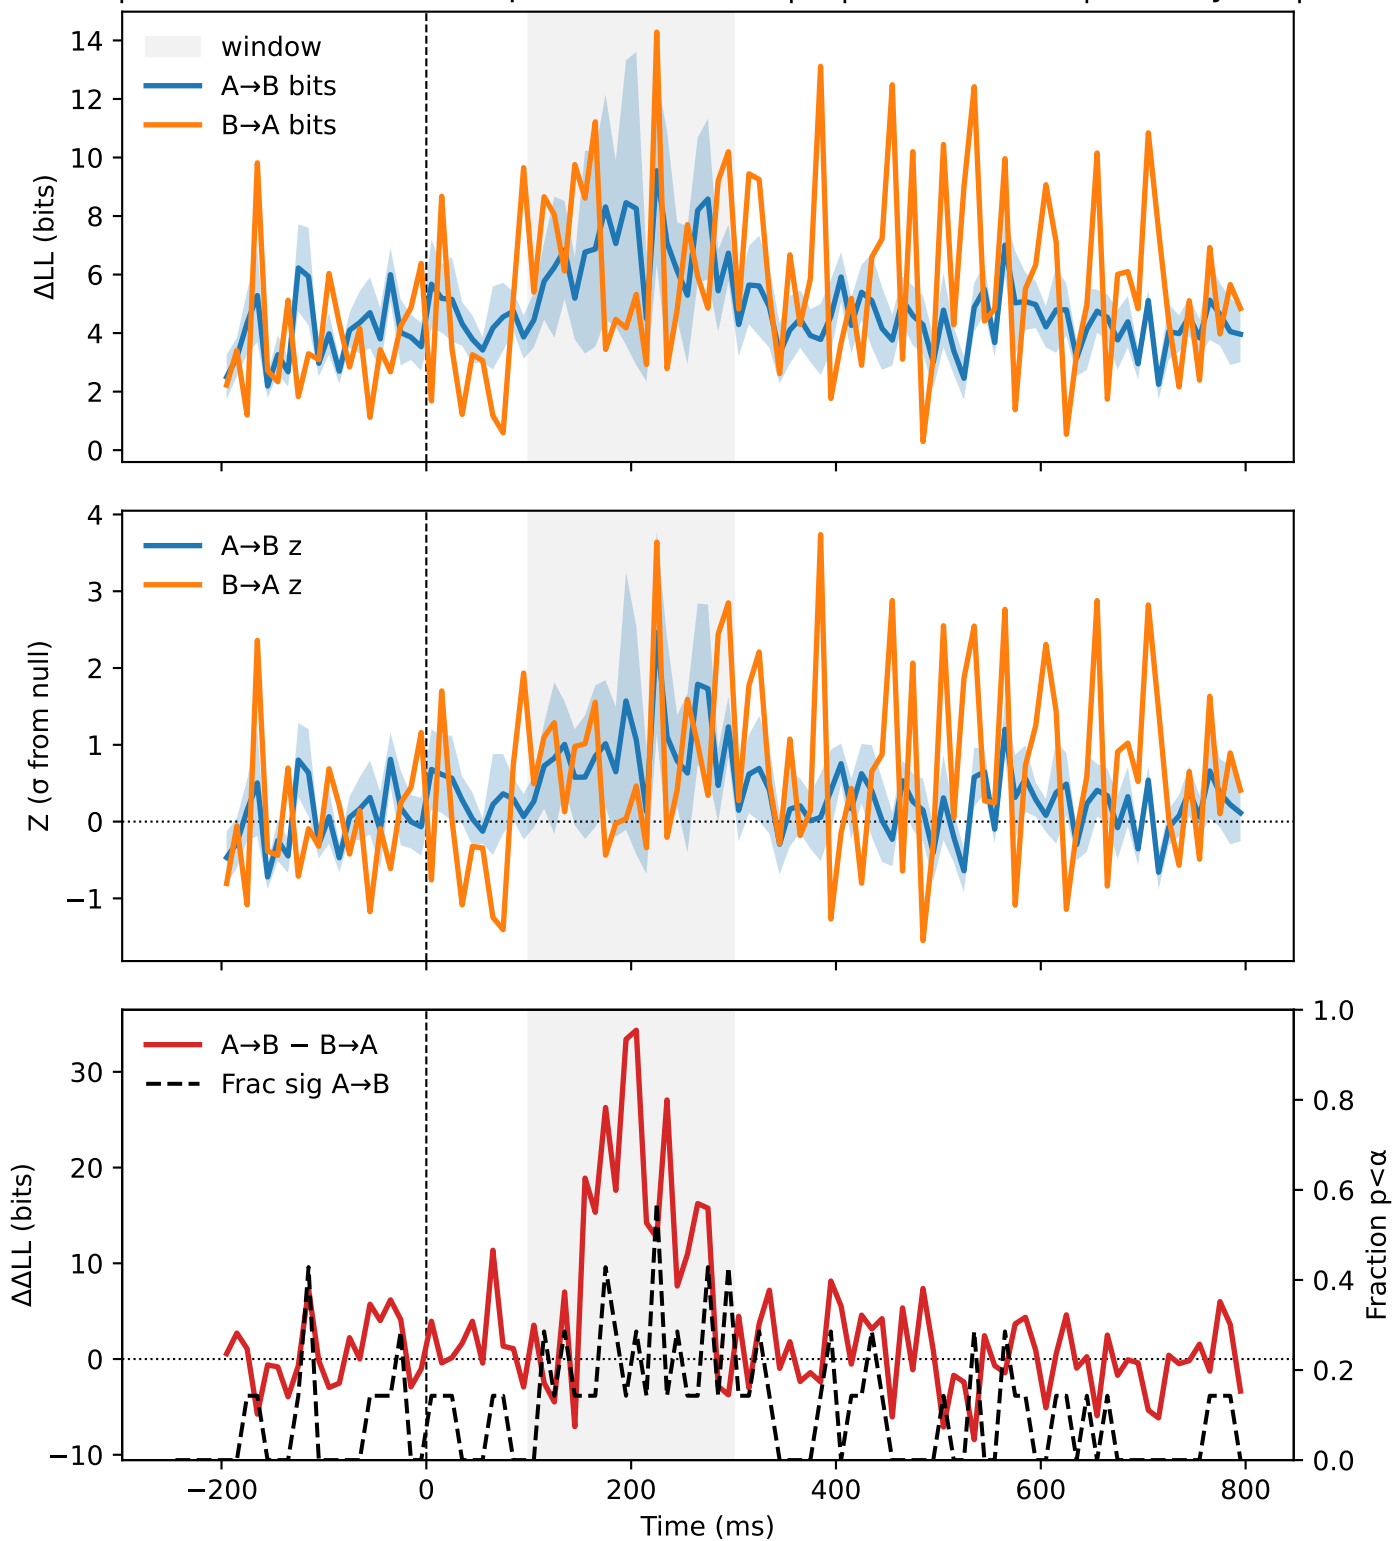 14
12
10
8
6
4
2
0
ΔLL (bits)
window
A→B bits
B→A bits
4
3
2
1
0
−1
Z (σ from null)
A→B z
B→A z
30
20
10
0
−10
ΔΔLL (bits)
A→B − B→A
Frac sig A→B
1.0
0.8
0.6
0.4
0.2
0.0
Fraction p<α
−200 0 200 400 600 800
Time (ms)